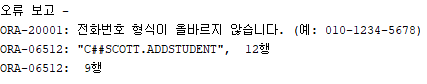 오류 보고 -
ORA-20001: 전화번호 형식이 올바르지 않습니다. (예: 010-1234-5678)
ORA-06512: "C##SCOTT.ADDSTUDENT",  12행
ORA-06512:  9행